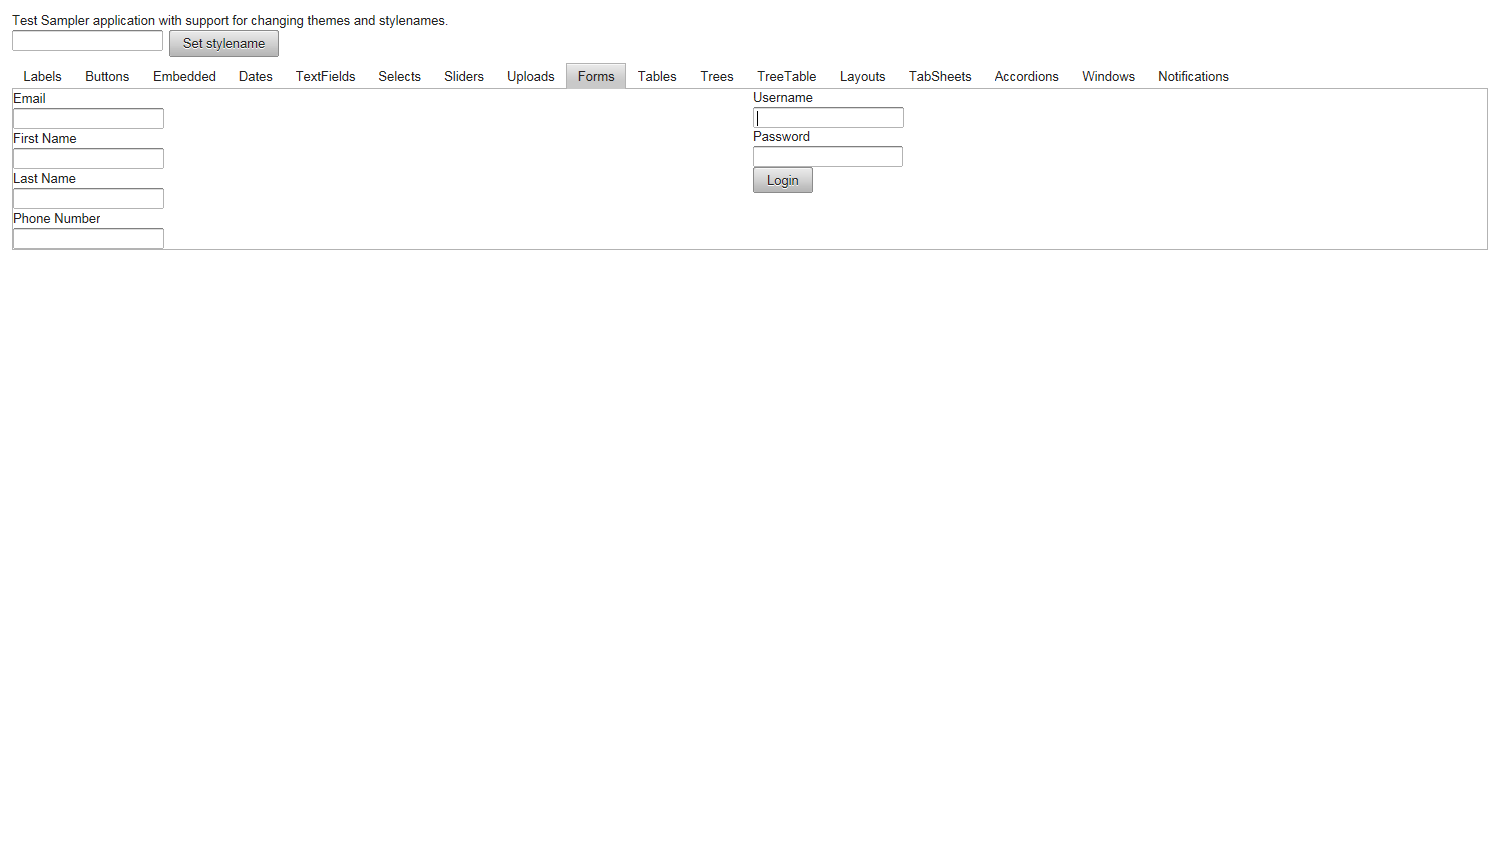 Test Sampler application with support for changing themes and stylenames.
Set stylename
Labels Buttons Embedded Dates TextFields Selects Sliders Uploads Forms Tables Trees TreeTable Layouts TabSheets Accordions Windows Notifications
Email
First Name
Last Name
Phone Number
Username
Password
Login